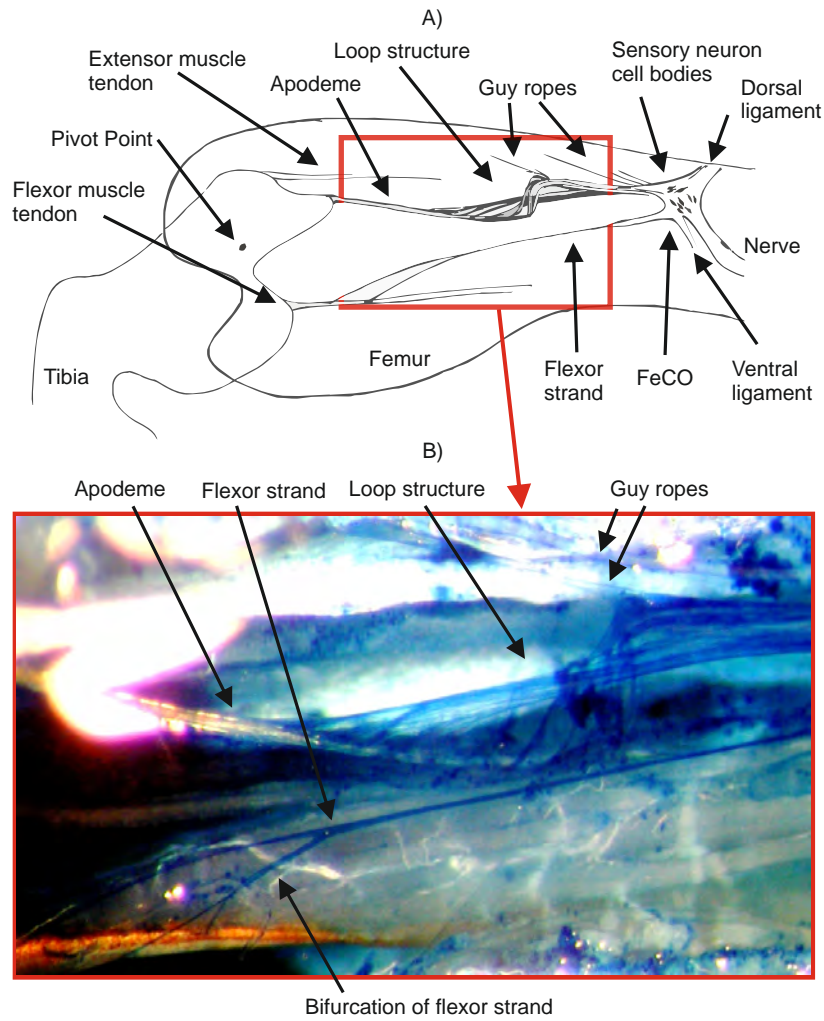 A)
Extensor muscle
tendon
Loop structure
Apodeme
Guy ropes
Sensory neuron
cell bodies
Dorsal
ligament
Pivot Point
Flexor muscle
tendon
Nerve
Tibia
Femur
Flexor
strand
FeCO
Ventral
ligament
B)
Apodeme
Flexor strand
Loop structure
Guy ropes
Bifurcation of flexor strand